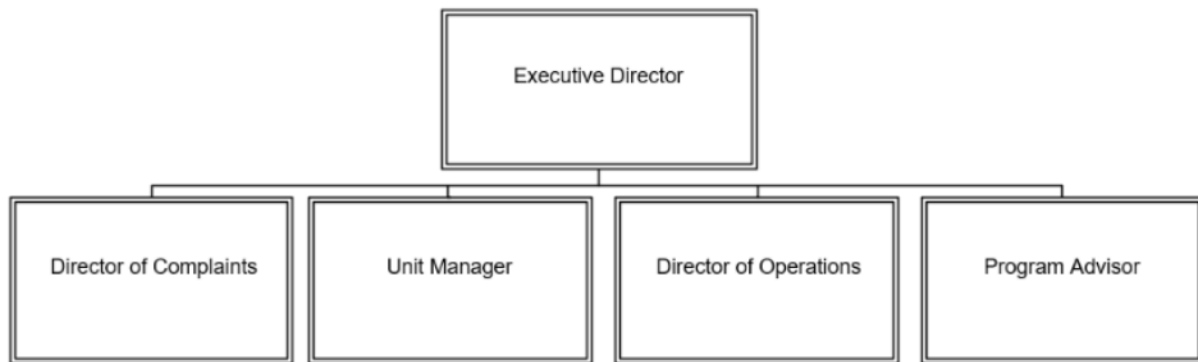 Executive Director
Director of Complaints
Unit Manager
Director of Operations
Program Advisor